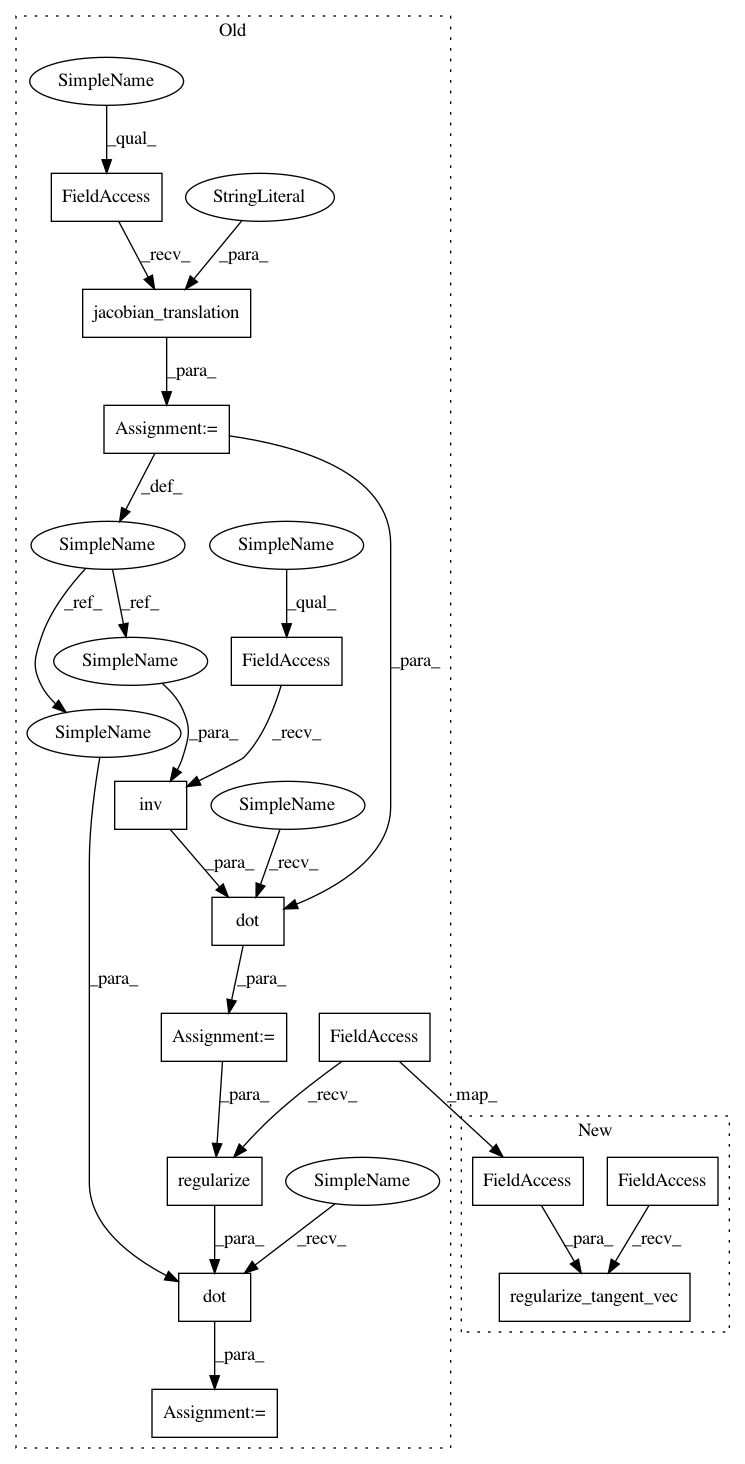 Old
SimpleName
_qual_
FieldAccess
StringLiteral
_recv_
_para_
jacobian_translation
_para_
Assignment:=
_def_
SimpleName
SimpleName
_ref_
_ref_
_qual_
SimpleName
FieldAccess
_para_
SimpleName
_para_
_recv_
inv
SimpleName
_para_
_recv_
dot
_para_
_para_
Assignment:=
FieldAccess
_para_
_recv_
_map_
New
regularize
SimpleName
FieldAccess
FieldAccess
_para_
_recv_
_para_
_recv_
dot
regularize_tangent_vec
_para_
Assignment:=